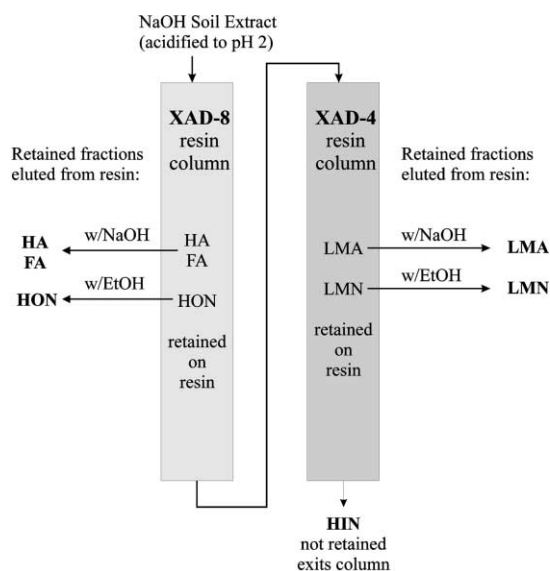 NaOH Soil Extract
(acidified to pH 2)
XAD-8
resin
column
XAD-4
resin
column
Retained fractions
eluted from resin:
Retained fractions
eluted from resin:
HA
FA
w/NaOH
HA
FA
HON
w/EtOH
HON
retained
on
resin
LMA
w/NaOH
LMA
LMN
w/EtOH
LMN
retained
on
resin
HIN
not retained
exits column